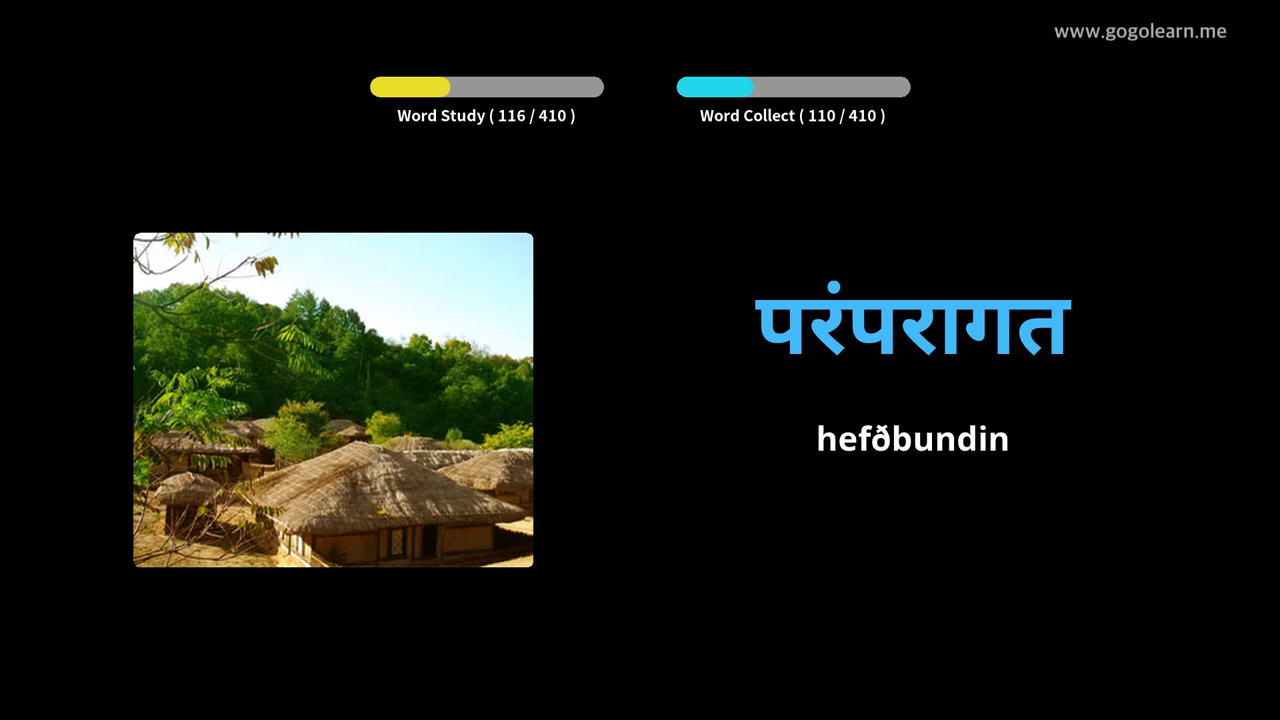 www.gogolearn.me
Word Study ( 116 / 410 )
Word Collect ( 110 / 410 )
परंपरागत
hefðbundin